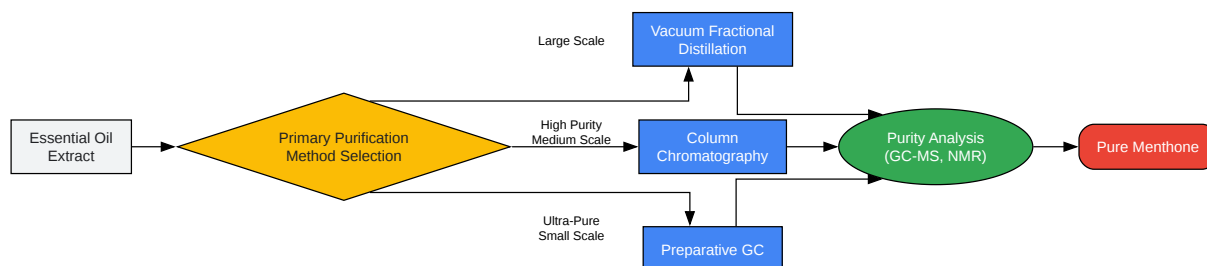 Essential Oil
Extract
Primary Purification
Method Selection
Large Scale
High Purity
Medium Scale
Ultra-Pure
Small Scale
Vacuum Fractional
Distillation
Column
Chromatography
Preparative GC
Purity Analysis
(GC-MS, NMR)
Pure Menthone